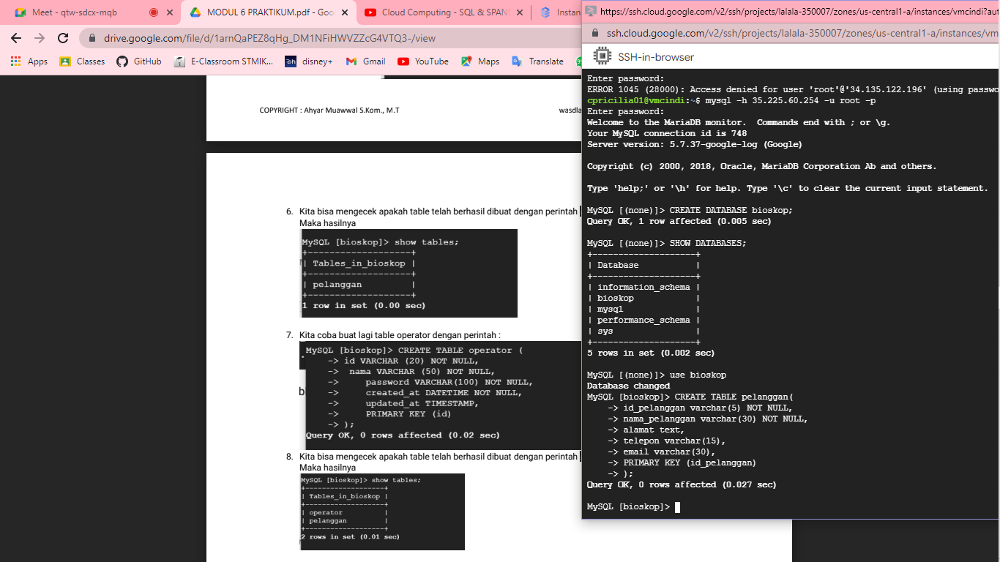 Meet - qtw-sdcx-mqb
MODUL 6 PRAKTIKUM.pdf - Goo
Cloud Computing - SQL & SPAN
Instan
drive.google.com/file/d/1arnQaPEZ8qHg_DM1NFiHWVZZcG4VTQ3-/view
Apps
Classes
GitHub
E-Classroom STMIK...
disney+
Gmail
YouTube
Maps
Translate
COPYRIGHT : Ahyar Muawwal S.Kom., M.T
wasdla
6. Kita bisa mengecek apakah table telah berhasil dibuat dengan perintah
Maka hasilnya
MySQL [bioskop]> show tables;
+-------------------+
| Tables_in_bioskop |
+-------------------+
| pelanggan |
+-------------------+
1 row in set (0.00 sec)
7. Kita coba buat lagi table operator dengan perintah :
MySQL [bioskop]> CREATE TABLE operator (
-> id VARCHAR (20) NOT NULL,
-> nama VARCHAR (50) NOT NULL,
-> password VARCHAR(100) NOT NULL,
-> created_at DATETIME NOT NULL,
-> updated_at TIMESTAMP,
-> PRIMARY KEY (id)
-> );
Query OK, 0 rows affected (0.02 sec)
8. Kita bisa mengecek apakah table telah berhasil dibuat dengan perintah
Maka hasilnya
MySQL [bioskop]> show tables;
+-------------------+
| Tables_in_bioskop |
+-------------------+
| operator |
| pelanggan |
+-------------------+
2 rows in set (0.01 sec)
https://ssh.cloud.google.com/v2/ssh/projects/lalala-350007/zones/us-central1-a/instances/vmcindi?aut
ssh.cloud.google.com/v2/ssh/projects/lalala-350007/zones/us-central1-a/instances/vm
SSH-in-browser
Enter password:
ERROR 1045 (28000): Access denied for user 'root'@'34.135.122.196' (using passwo
cpricilia01@vmcindi:~$ mysql -h 35.225.60.254 -u root -p
Enter password:
Welcome to the MariaDB monitor.  Commands end with ; or \g.
Your MySQL connection id is 748
Server version: 5.7.37-google-log (Google)
Copyright (c) 2000, 2018, Oracle, MariaDB Corporation Ab and others.
Type 'help;' or '\h' for help. Type '\c' to clear the current input statement.
MySQL [(none)]> CREATE DATABASE bioskop;
Query OK, 1 row affected (0.005 sec)
MySQL [(none)]> SHOW DATABASES;
+--------------------+
| Database           |
+--------------------+
| information_schema |
| bioskop            |
| mysql              |
| performance_schema |
| sys                |
+--------------------+
5 rows in set (0.002 sec)
MySQL [(none)]> use bioskop
Database changed
MySQL [bioskop]> CREATE TABLE pelanggan(
-> id_pelanggan varchar(5) NOT NULL,
-> nama_pelanggan varchar(30) NOT NULL,
-> alamat text,
-> telepon varchar(15),
-> email varchar(30),
-> PRIMARY KEY (id_pelanggan)
-> );
Query OK, 0 rows affected (0.027 sec)
MySQL [bioskop]>